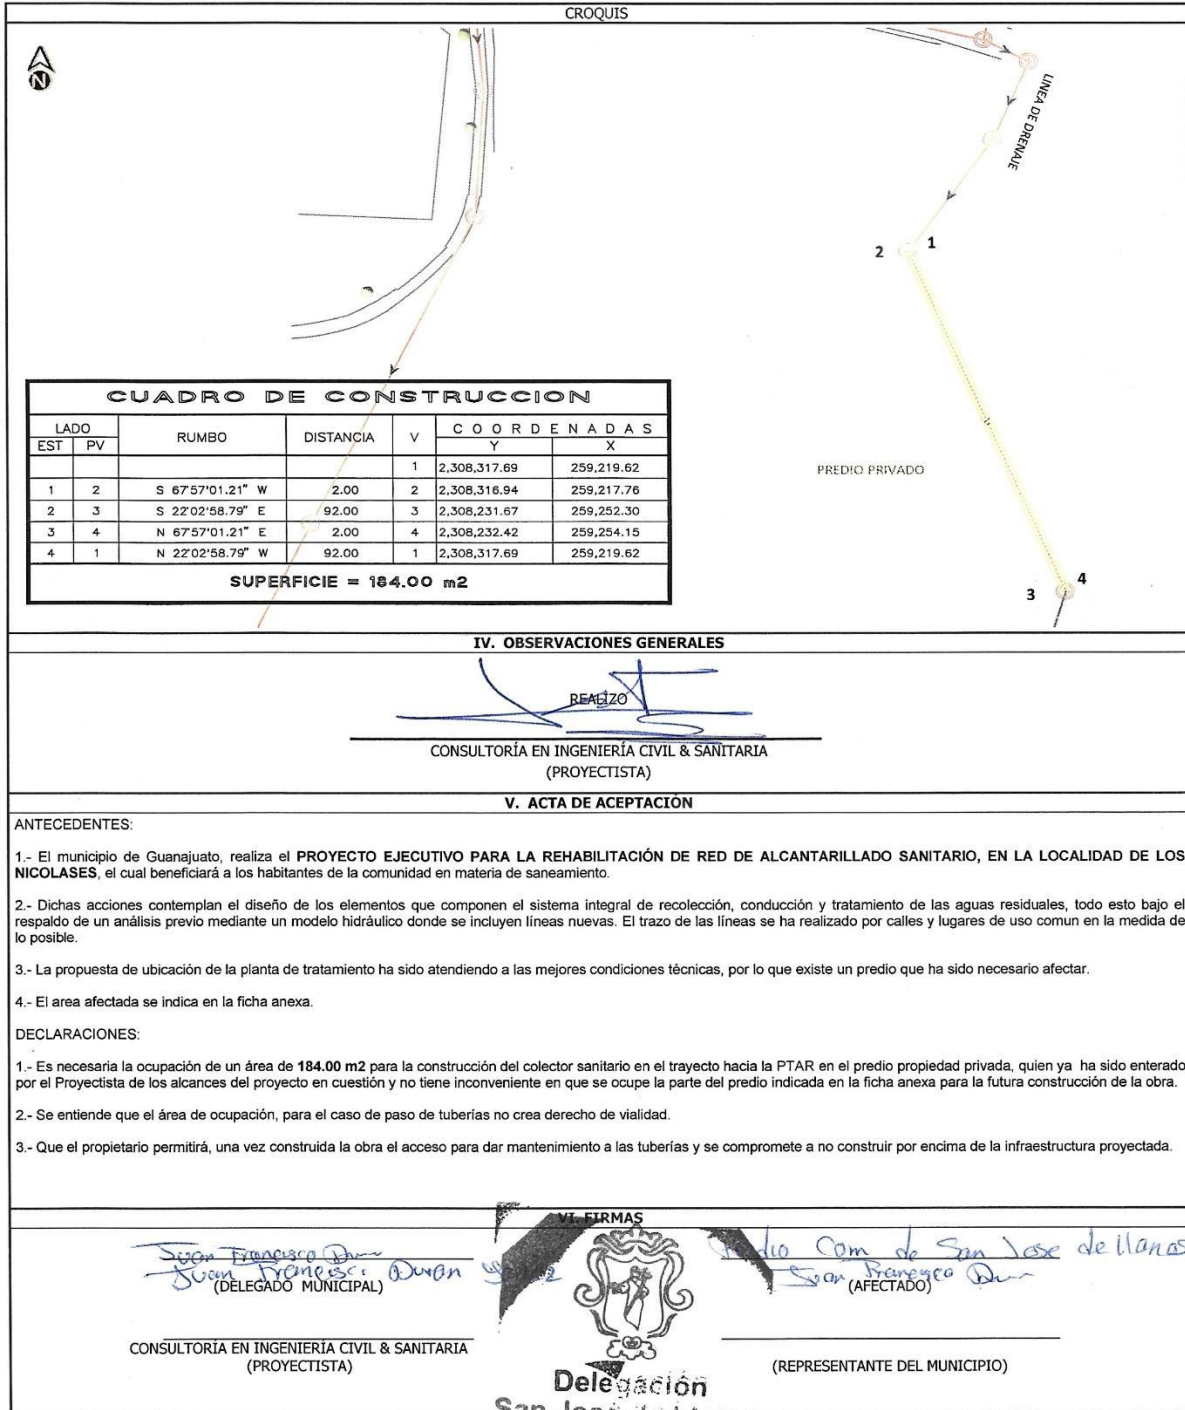 CROQUIS
N
LINEA DE DRENAJE
2 1
PREDIO PRIVADO
3 4
CUADRO DE CONSTRUCCION
LADO RUMBO DISTANCIA V COORDENADAS
EST PV Y X
1 2,308,317.69 259,219.62
1 2 S 67°57'01.21" W 2.00 2 2,308,316.94 259,217.76
2 3 S 22°02'58.79" E 92.00 3 2,308,231.67 259,252.30
3 4 N 67°57'01.21" E 2.00 4 2,308,232.42 259,254.15
4 1 N 22°02'58.79" W 92.00 1 2,308,317.69 259,219.62
SUPERFICIE = 184.00 m2
IV. OBSERVACIONES GENERALES
REALIZO
CONSULTORÍA EN INGENIERÍA CIVIL & SANITARIA
(PROYECTISTA)
V. ACTA DE ACEPTACIÓN
ANTECEDENTES:
1.- El municipio de Guanajuato, realiza el PROYECTO EJECUTIVO PARA LA REHABILITACIÓN DE RED DE ALCANTARILLADO SANITARIO, EN LA LOCALIDAD DE LOS
NICOLASES, el cual beneficiará a los habitantes de la comunidad en materia de saneamiento.
2.- Dichas acciones contemplan el diseño de los elementos que componen el sistema integral de recolección, conducción y tratamiento de las aguas residuales, todo esto bajo el
respaldo de un análisis previo mediante un modelo hidráulico donde se incluyen líneas nuevas. El trazo de las líneas se ha realizado por calles y lugares de uso comun en la medida de
lo posible.
3.- La propuesta de ubicación de la planta de tratamiento ha sido atendiendo a las mejores condiciones técnicas, por lo que existe un predio que ha sido necesario afectar.
4.- El area afectada se indica en la ficha anexa.
DECLARACIONES:
1.- Es necesaria la ocupación de un área de 184.00 m2 para la construcción del colector sanitario en el trayecto hacia la PTAR en el predio propiedad privada, quien ya ha sido enterado
por el Proyectista de los alcances del proyecto en cuestión y no tiene inconveniente en que se ocupe la parte del predio indicada en la ficha anexa para la futura construcción de la obra.
2.- Se entiende que el área de ocupación, para el caso de paso de tuberías no crea derecho de vialidad.
3.- Que el propietario permitirá, una vez construida la obra el acceso para dar mantenimiento a las tuberías y se compromete a no construir por encima de la infraestructura proyectada.
VI. FIRMAS
Juan Francisco
Juan Francisco Duran
(DELEGADO MUNICIPAL)
Com de San Jose de llanos
Juan Francisco
(AFECTADO)
CONSULTORÍA EN INGENIERÍA CIVIL & SANITARIA
(PROYECTISTA)
(REPRESENTANTE DEL MUNICIPIO)
Delegación
San